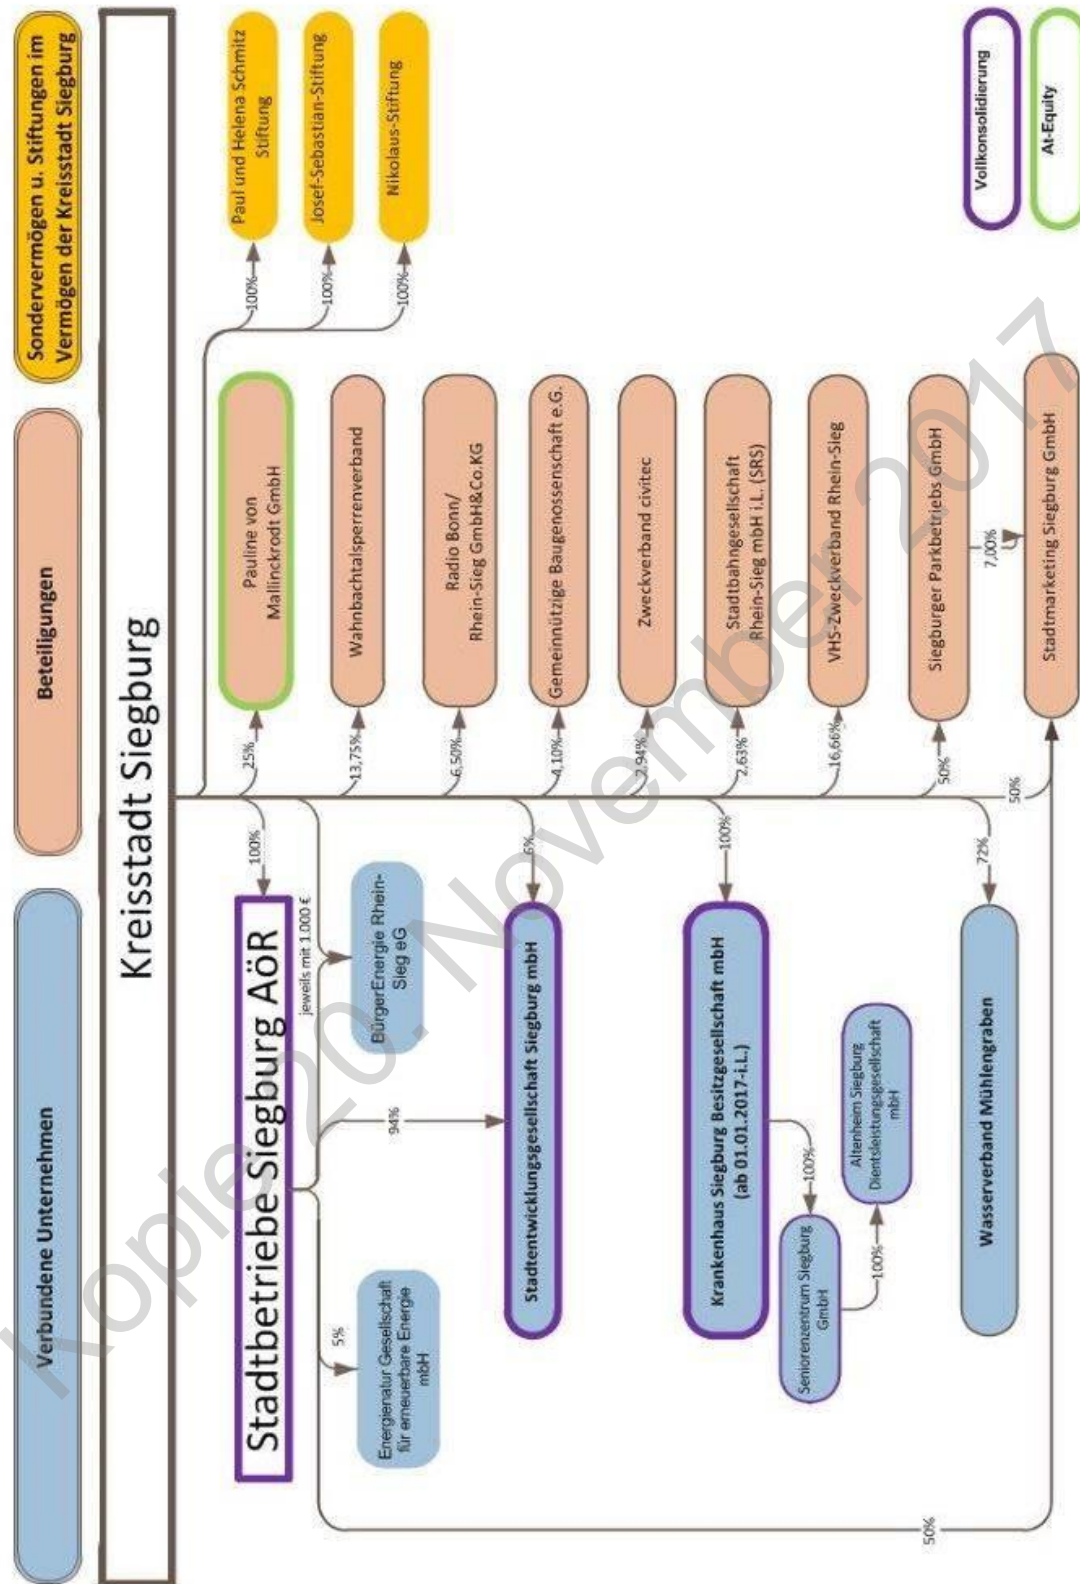 Verbundene Unternehmen
Beteiligungen
Sondervermögen u. Stiftungen im
Vermögen der Kreisstadt Siegburg
Kreisstadt Siegburg
Stadtbetriebe Siegburg AöR
100%
25%
Pauline von
Mallinckrodt GmbH
100%
Paul und Helena Schmitz
Stiftung
jeweils mit 1.000 €
5%
Energienatur Gesellschaft
für erneuerbare Energie
mbH
BürgerEnergie Rhein-
Sieg eG
13,75%
Wahnbachtalsperrenverband
100%
Josef-Sebastian-Stiftung
94%
6,50%
Radio Bonn/
Rhein-Sieg GmbH&Co.KG
100%
Nikolaus-Stiftung
Stadtentwicklungsgesellschaft Siegburg mbH
6%
4,10%
Gemeinnützige Baugenossenschaft e.G.
2,94%
Zweckverband civitec
Krankenhaus Siegburg Besitzgesellschaft mbH
(ab 01.01.2017-i.L.)
100%
2,63%
Stadtbahngesellschaft
Rhein-Sieg mbH i.L. (SRS)
100%
Seniorenzentrum Siegburg
GmbH
100%
Altenheim Siegburg
Dientsleistungsgesellschaft
mbH
16,66%
VHS-Zweckverband Rhein-Sieg
50%
Siegburger Parkbetriebs GmbH
Wasserverband Mühlengraben
72%
7,00%
50%
50%
Stadtmarketing Siegburg GmbH
Vollkonsolidierung
At-Equity
Kopie 20. November 2017